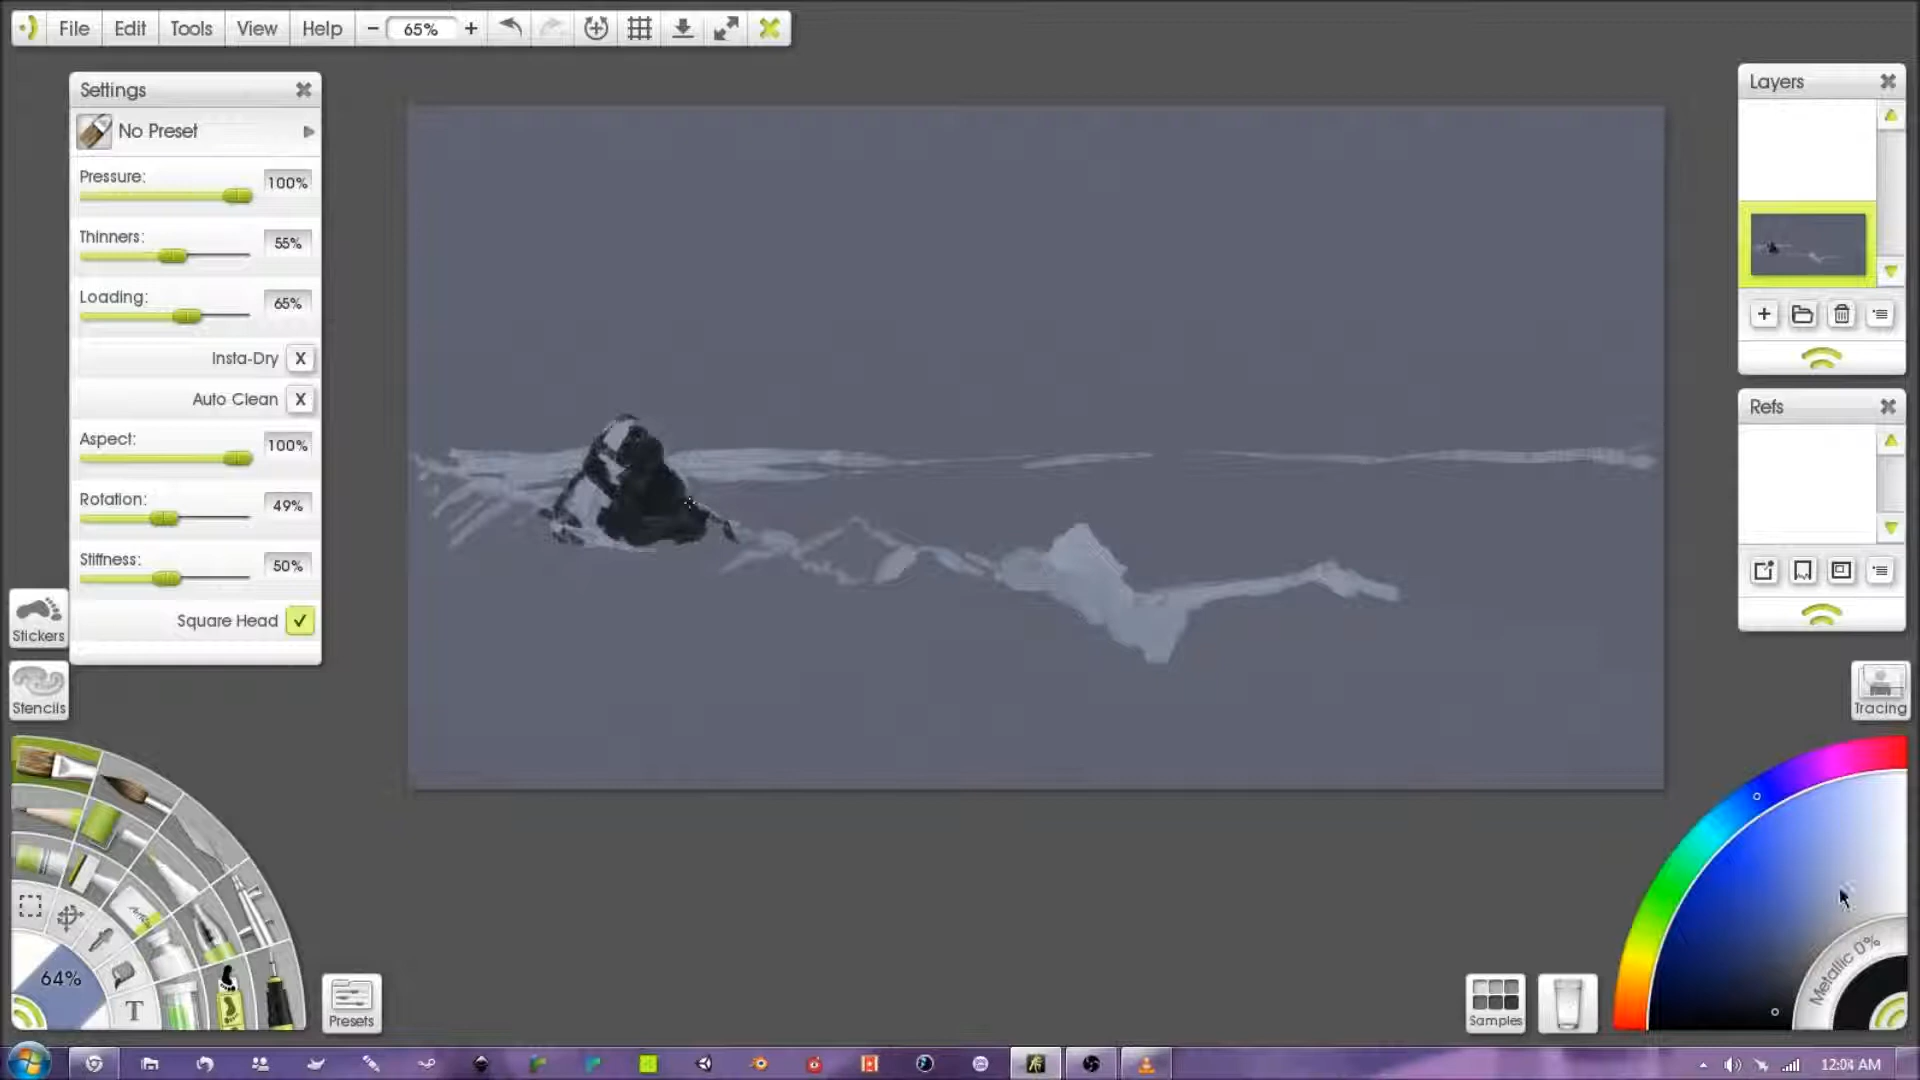 File Edit Tools View Help − 65% +
Settings
No Preset
Pressure: 100%
Thinners: 55%
Loading: 65%
Insta-Dry X
Auto Clean X
Aspect: 100%
Rotation: 49%
Stiffness: 50%
Square Head ✓
Stickers
Stencils
64%
T
Presets
Layers
Refs
Tracing
Metallic 0%
Samples
12:04 AM